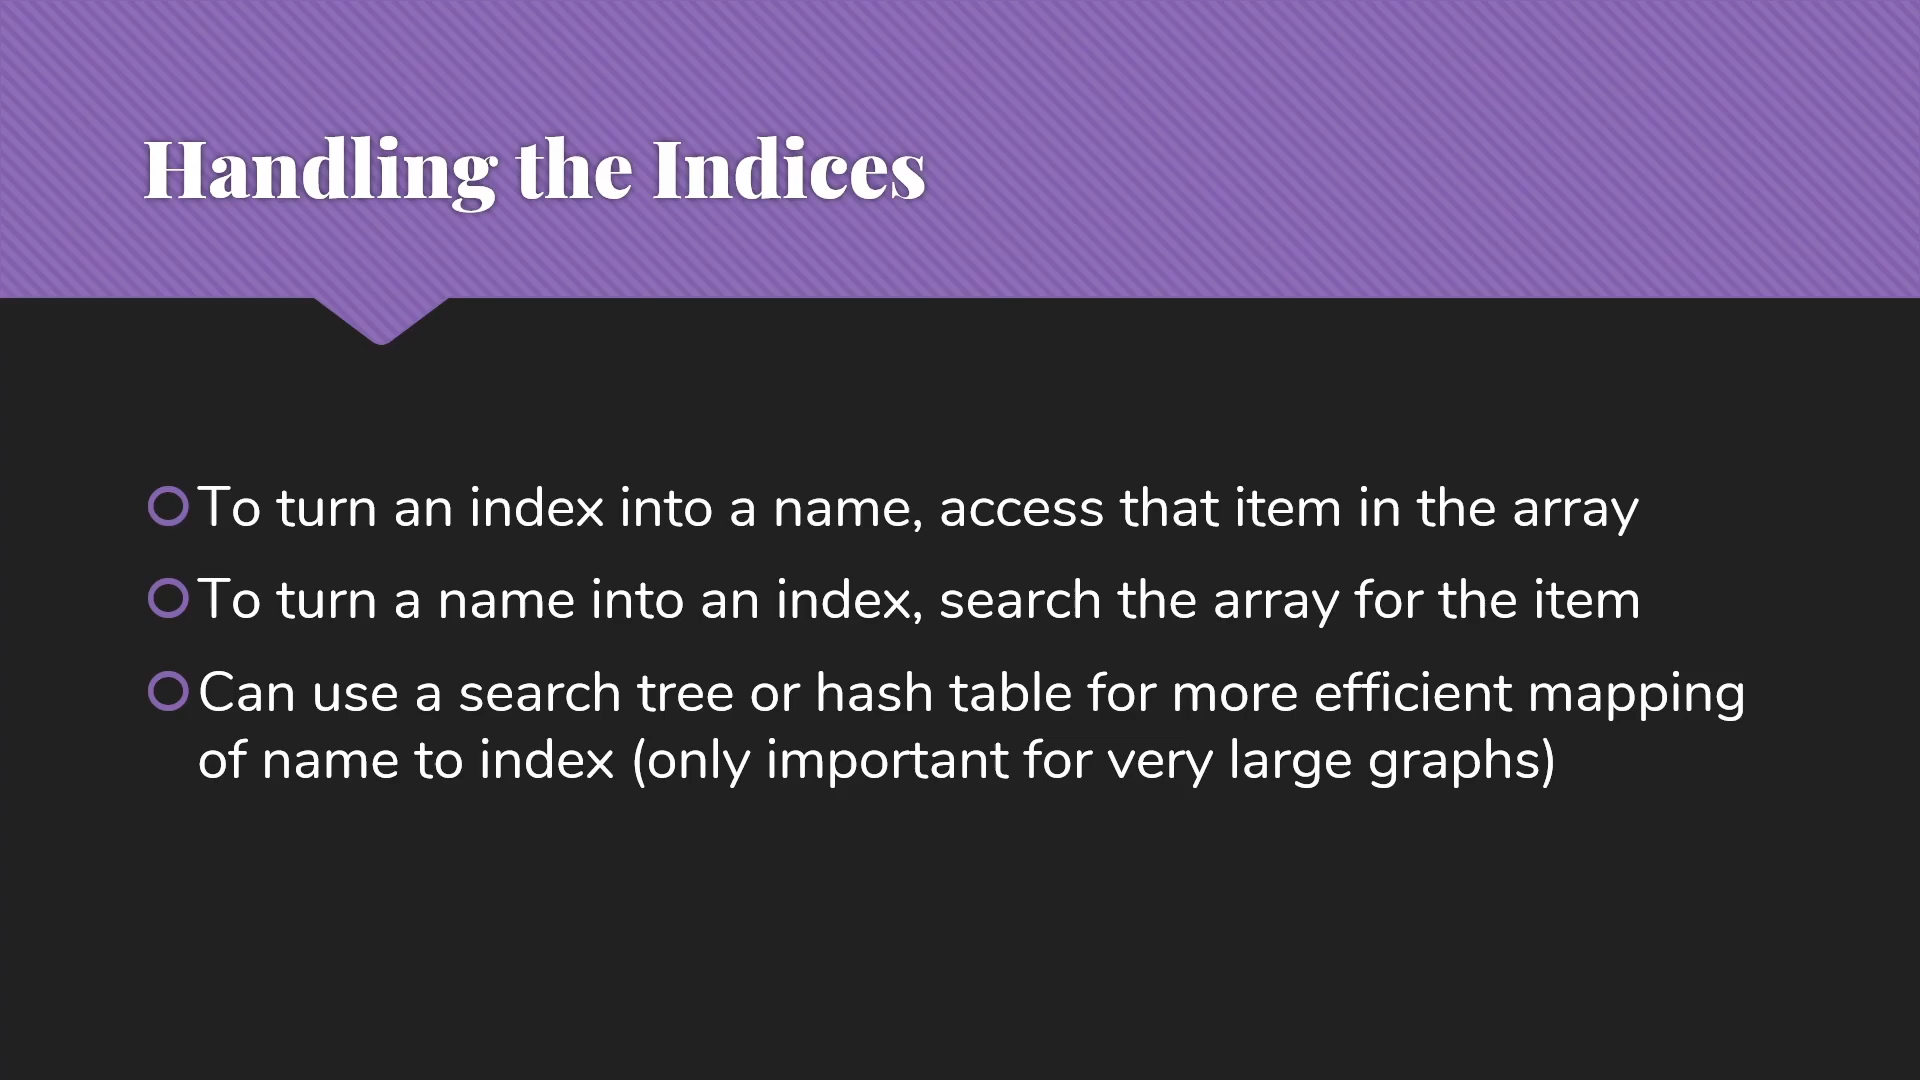 Handling the Indices
To turn an index into a name, access that item in the array
To turn a name into an index, search the array for the item
Can use a search tree or hash table for more efficient mapping
of name to index (only important for very large graphs)